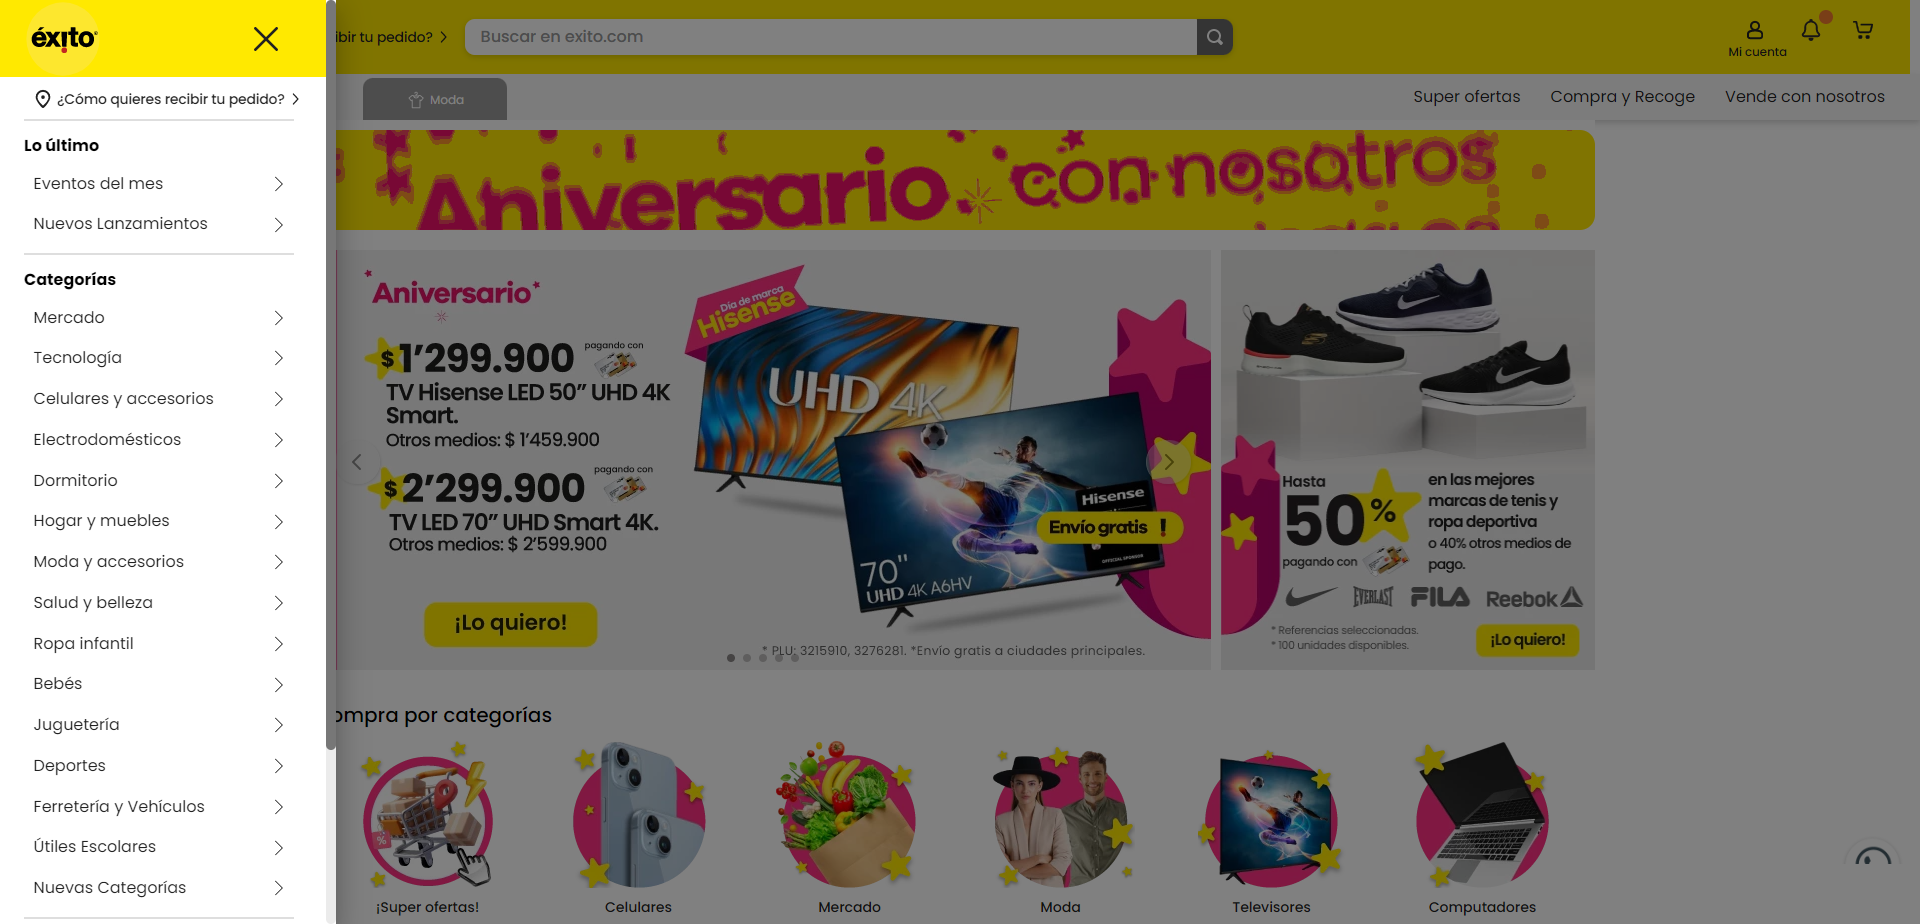 éxito
¿Cómo quieres recibir tu pedido?
Lo último
Eventos del mes
Nuevos Lanzamientos
Categorías
Mercado
Tecnología
Celulares y accesorios
Electrodomésticos
Dormitorio
Hogar y muebles
Moda y accesorios
Salud y belleza
Ropa infantil
Bebés
Juguetería
Deportes
Ferretería y Vehículos
Útiles Escolares
Nuevas Categorías
ibir tu pedido?
Buscar en exito.com
Mi cuenta
Moda
Super ofertas
Compra y Recoge
Vende con nosotros
Aniversario con nosotros
Aniversario
Día de marca
Hisense
$1'299.900 pagando con
TV Hisense LED 50" UHD 4K
Smart.
Otros medios: $ 1'459.900
$2'299.900 pagando con
TV LED 70" UHD Smart 4K.
Otros medios: $ 2'599.900
¡Lo quiero!
UHD 4K
Hisense
Envío gratis !
OFFICIAL SPONSOR
70"
UHD 4K A6HV
* PLU: 3215910, 3276281. *Envío gratis a ciudades principales.
Hasta
50%
pagando con
en las mejores
marcas de tenis y
ropa deportiva
o 40% otros medios de
pago.
EVERLAST
FILA
Reebok
* Referencias seleccionadas.
* 100 unidades disponibles.
¡Lo quiero!
ompra por categorías
¡Super ofertas!
Celulares
Mercado
Moda
Televisores
Computadores